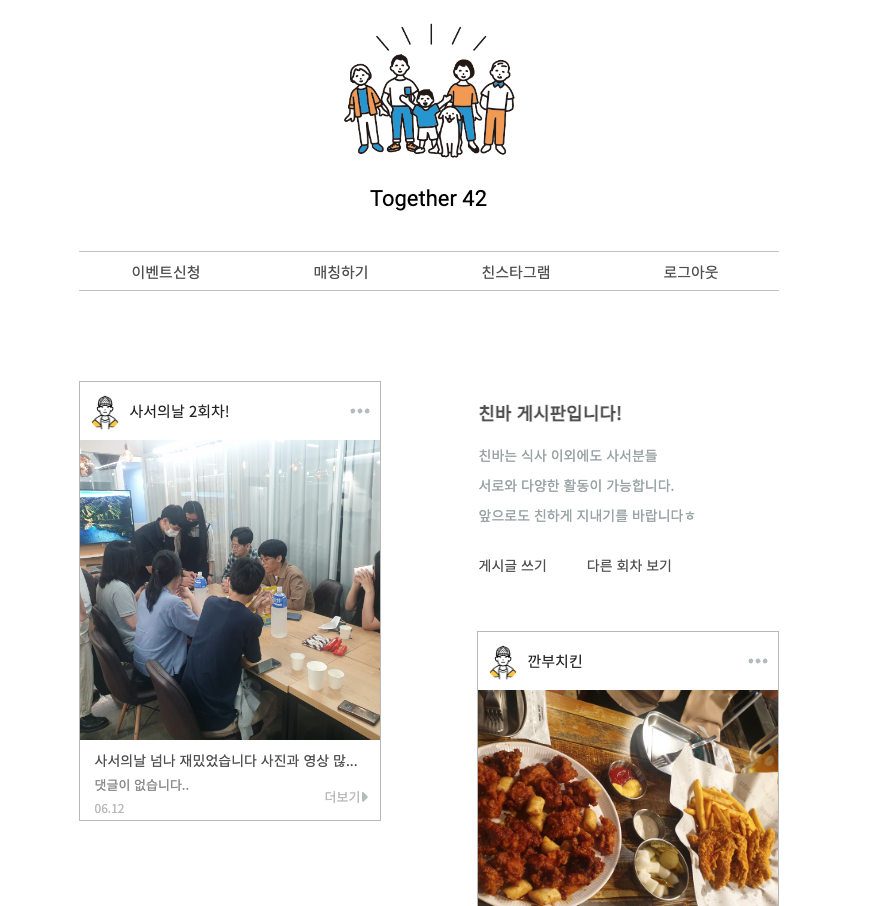 Together 42
이벤트신청 매칭하기 친스타그램 로그아웃
사서의날 2회차!
사서의날 넘나 재밌었습니다 사진과 영상 많...
댓글이 없습니다..
더보기
06.12
친바 게시판입니다!
친바는 식사 이외에도 사서분들
서로와 다양한 활동이 가능합니다.
앞으로도 친하게 지내기를 바랍니다ㅎ
게시글 쓰기 다른 회차 보기
깐부치킨